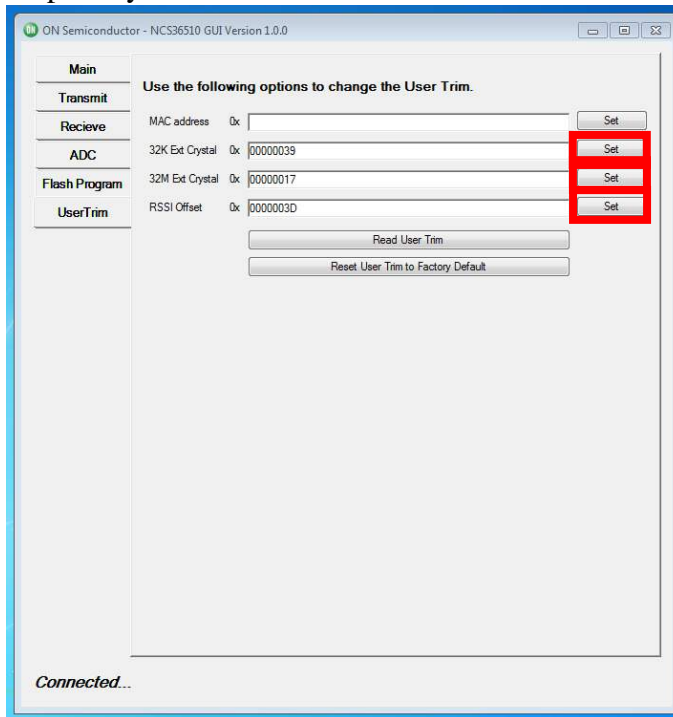 ON Semiconductor - NCS36510 GUI Version 1.0.0
Main
Transmit
Recieve
ADC
Flash Program
UserTrim
Use the following options to change the User Trim.
MAC address 0x Set
32K Ext Crystal 0x 00000039 Set
32M Ext Crystal 0x 00000017 Set
RSSI Offset 0x 0000003D Set
Read User Trim
Reset User Trim to Factory Default
Connected...